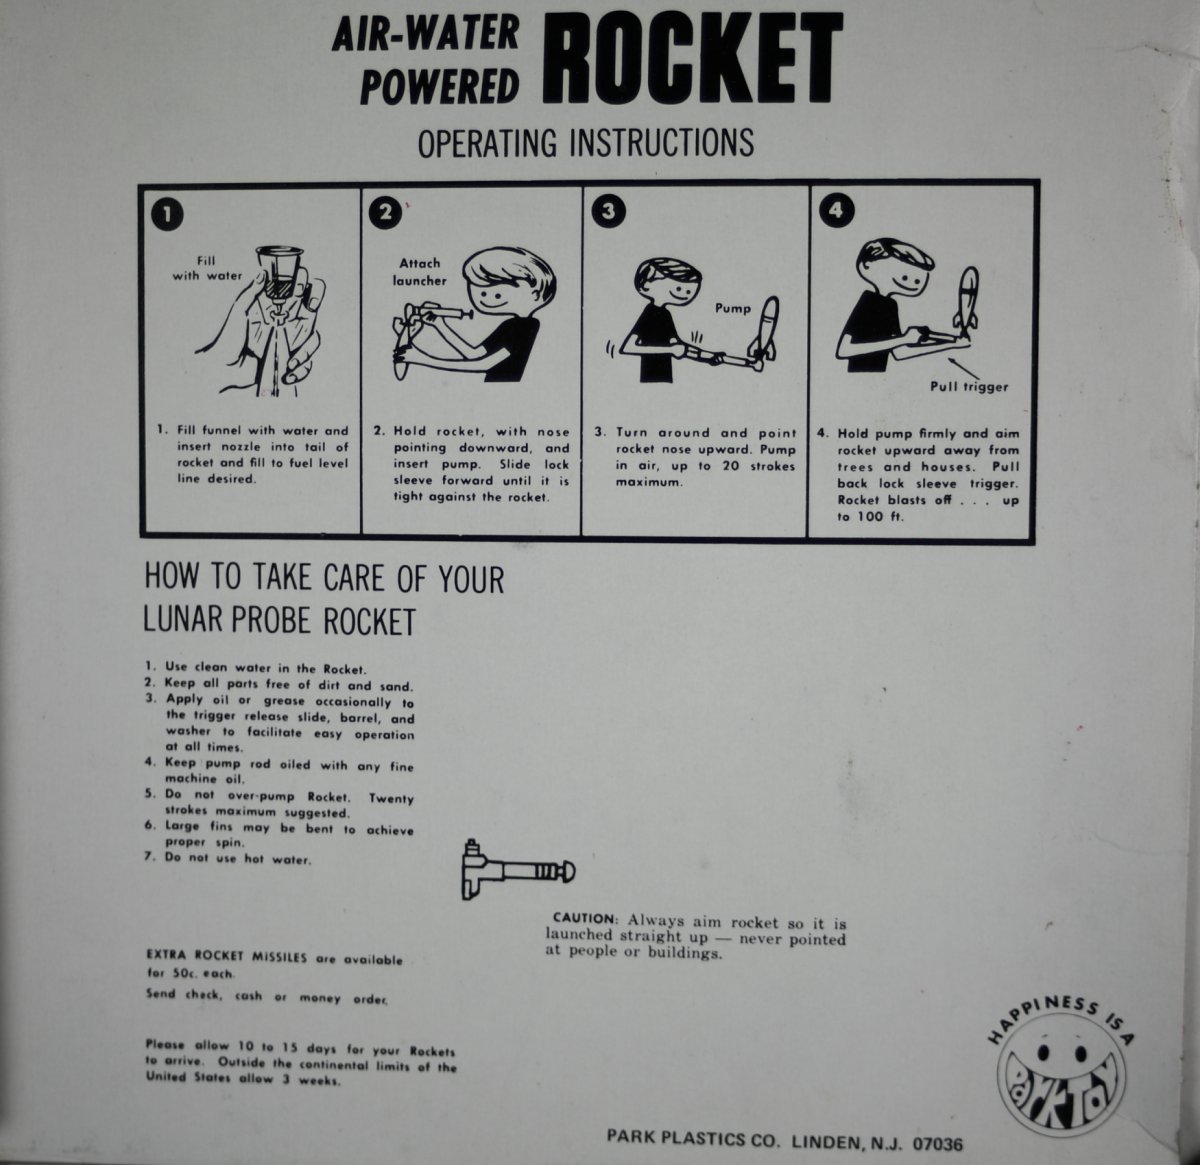 AIR-WATER
POWERED
ROCKET
OPERATING INSTRUCTIONS
1
Fill
with water
1. Fill funnel with water and
insert nozzle into tail of
rocket and fill to fuel level
line desired.
2
Attach
launcher
2. Hold rocket, with nose
pointing downward, and
insert pump. Slide lock
sleeve forward until it is
tight against the rocket.
3
Pump
3. Turn around and point
rocket nose upward. Pump
in air, up to 20 strokes
maximum.
4
Pull trigger
4. Hold pump firmly and aim
rocket upward away from
trees and houses. Pull
back lock sleeve trigger.
Rocket blasts off . . . up
to 100 ft.
HOW TO TAKE CARE OF YOUR
LUNAR PROBE ROCKET
1. Use clean water in the Rocket.
2. Keep all parts free of dirt and sand.
3. Apply oil or grease occasionally to
the trigger release slide, barrel, and
washer to facilitate easy operation
at all times.
4. Keep pump rod oiled with any fine
machine oil.
5. Do not over-pump Rocket. Twenty
strokes maximum suggested.
6. Large fins may be bent to achieve
proper spin.
7. Do not use hot water.
CAUTION: Always aim rocket so it is
launched straight up — never pointed
at people or buildings.
EXTRA ROCKET MISSILES are available
for 50c. each.
Send check, cash or money order.
Please allow 10 to 15 days for your Rockets
to arrive. Outside the continental limits of the
United States allow 3 weeks.
HAPPINESS IS A
PARK TOY
PARK PLASTICS CO. LINDEN, N.J. 07036